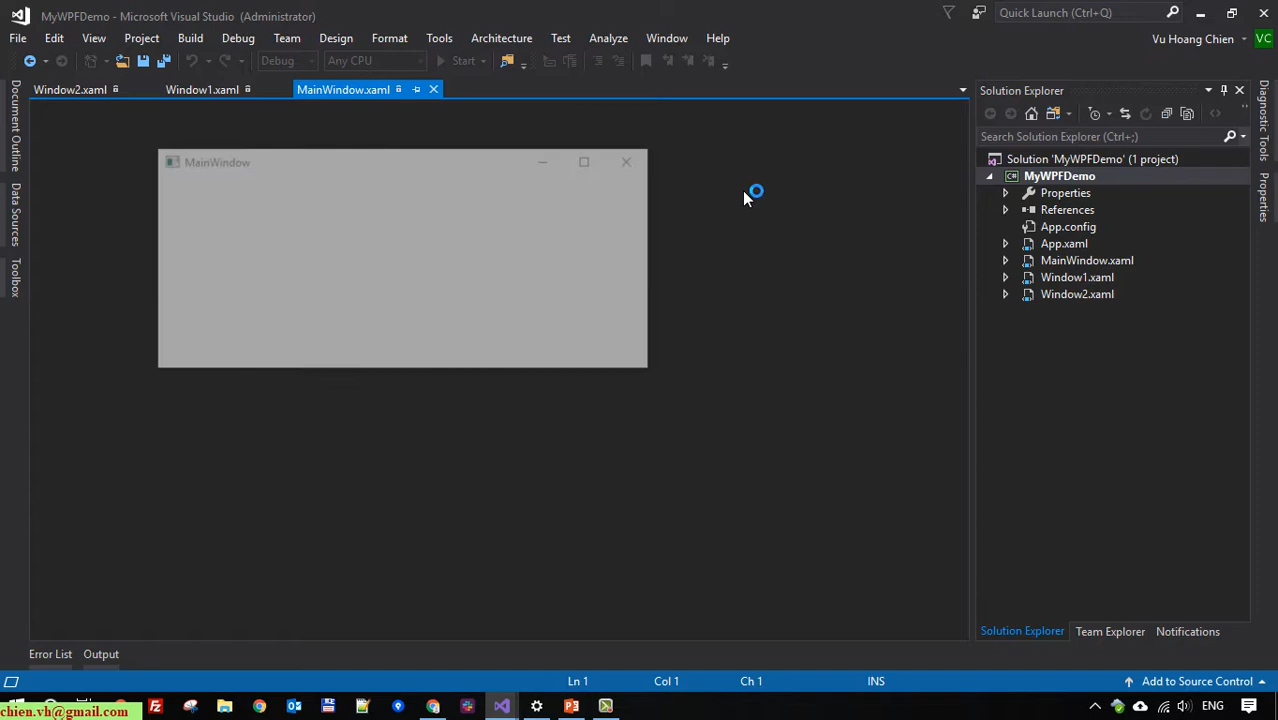 MyWPFDemo - Microsoft Visual Studio (Administrator)
Quick Launch (Ctrl+Q)
File Edit View Project Build Debug Team Design Format Tools Architecture Test Analyze Window Help
Vu Hoang Chien VC
Debug Any CPU Start
Window2.xaml Window1.xaml MainWindow.xaml
Document Outline
Data Sources
Toolbox
MainWindow
Solution Explorer
Search Solution Explorer (Ctrl+;)
Solution 'MyWPFDemo' (1 project)
C# MyWPFDemo
Properties
References
App.config
App.xaml
MainWindow.xaml
Window1.xaml
Window2.xaml
Diagnostic Tools
Properties
Solution Explorer Team Explorer Notifications
Error List Output
Ln 1 Col 1 Ch 1 INS Add to Source Control
chien.vh@gmail.com
ENG